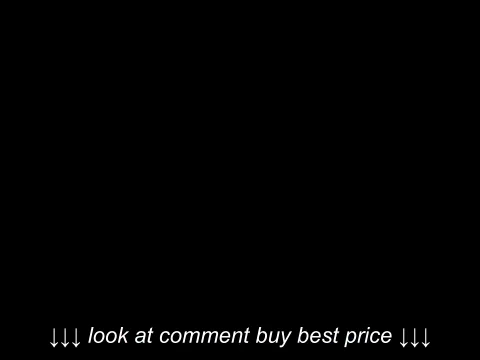 ↓↓↓ look at comment buy best price ↓↓↓